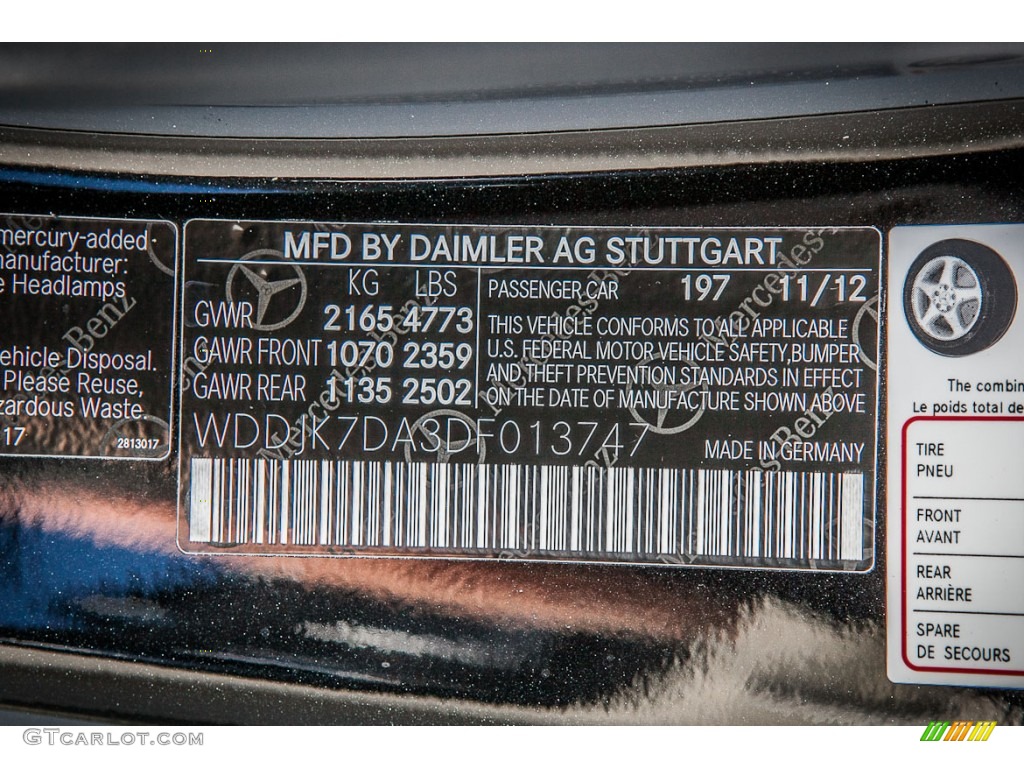 mercury-added
manufacturer:
e Headlamps
ehicle Disposal.
Please Reuse,
zardous Waste.
17
2813017
MFD BY DAIMLER AG STUTTGART
KG LBS
GVWR 2165 4773
GAWR FRONT 1070 2359
GAWR REAR 1135 2502
PASSENGER CAR 197 11/12
THIS VEHICLE CONFORMS TO ALL APPLICABLE
U.S. FEDERAL MOTOR VEHICLE SAFETY, BUMPER
AND THEFT PREVENTION STANDARDS IN EFFECT
ON THE DATE OF MANUFACTURE SHOWN ABOVE
WDDJK7DA3DF013747
MADE IN GERMANY
The combin
Le poids total de
TIRE
PNEU
FRONT
AVANT
REAR
ARRIÈRE
SPARE
DE SECOURS
GTCARLOT.COM